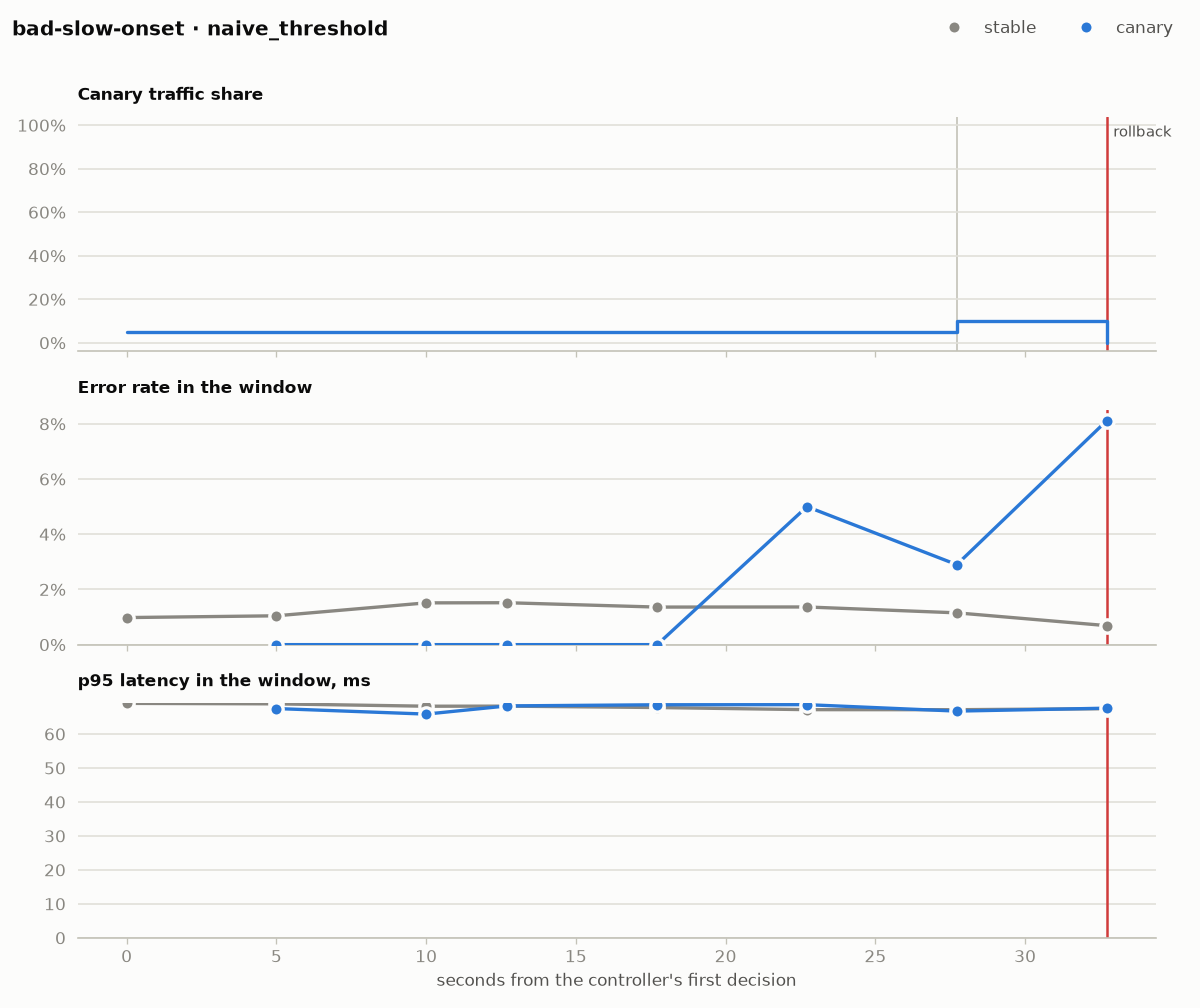 bad-slow-onset · naive_threshold
stable canary
Canary traffic share
100%
80%
60%
40%
20%
0%
rollback
Error rate in the window
8%
6%
4%
2%
0%
p95 latency in the window, ms
60
50
40
30
20
10
0
0 5 10 15 20 25 30
seconds from the controller's first decision